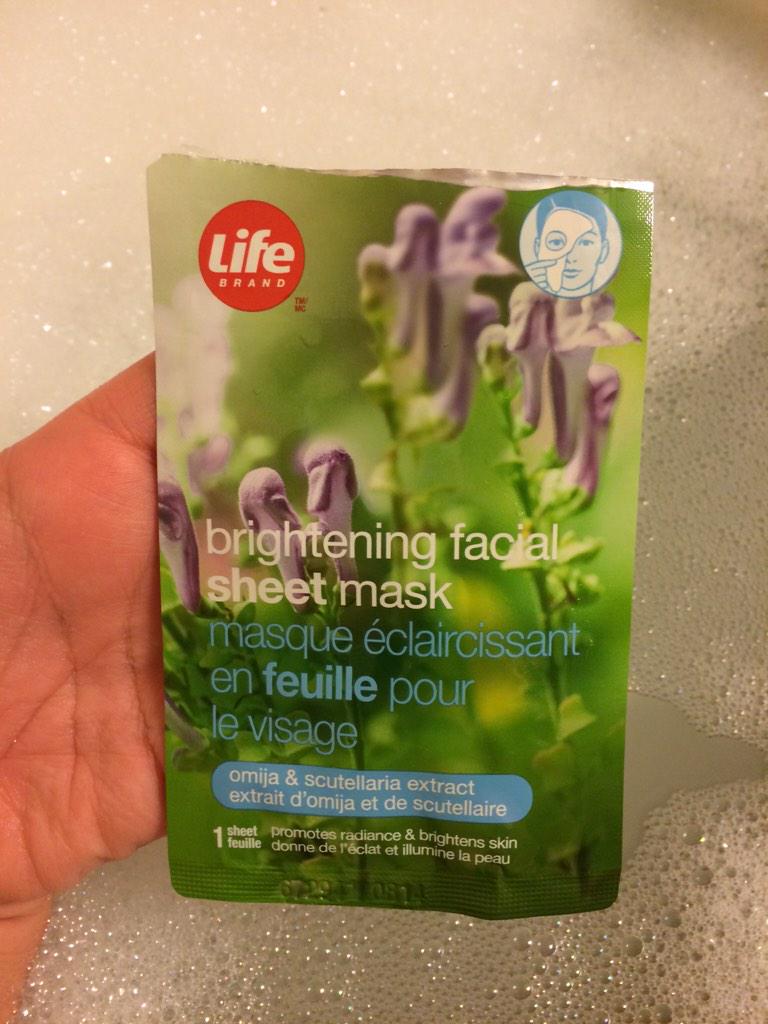 Life
BRAND
TM/
MC
brightening facial
sheet mask
masque éclaircissant
en feuille pour
le visage
omija & scutellaria extract
extrait d'omija et de scutellaire
1 sheet
feuille
promotes radiance & brightens skin
donne de l'éclat et illumine la peau